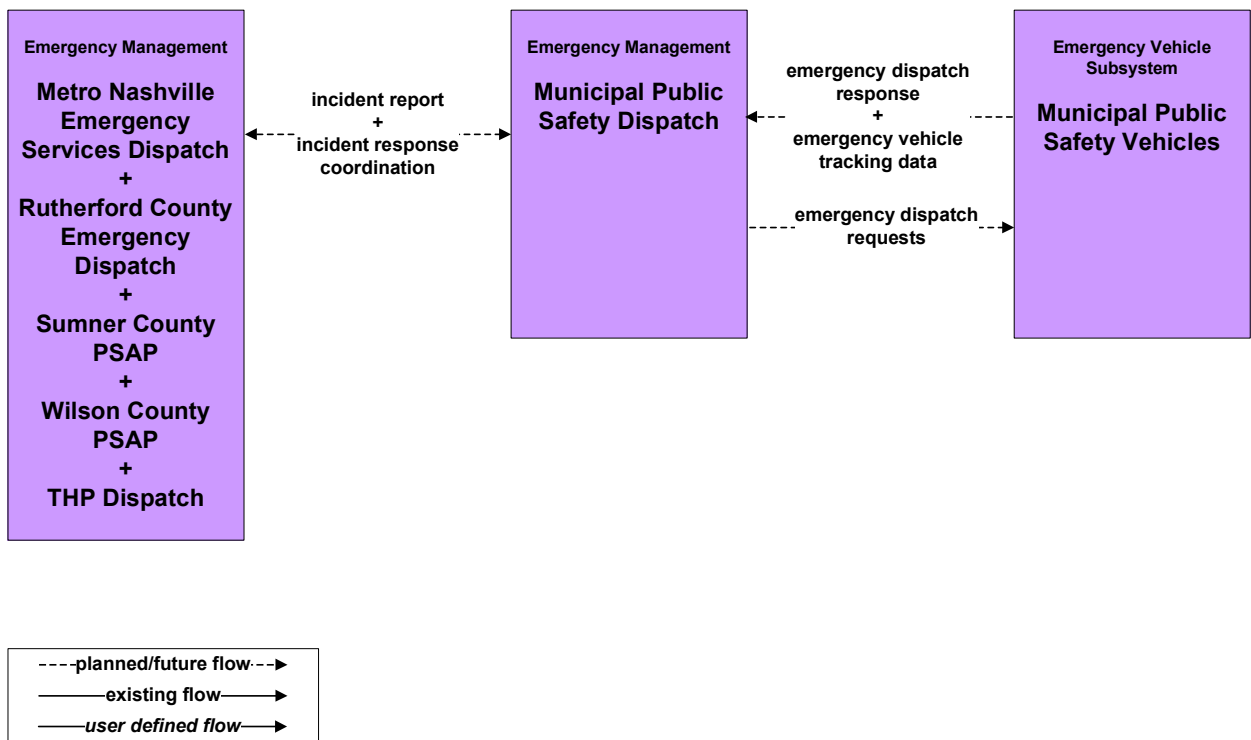 Emergency Management
Metro Nashville
Emergency
Services Dispatch
+
Rutherford County
Emergency
Dispatch
+
Sumner County
PSAP
+
Wilson County
PSAP
+
THP Dispatch
incident report
+
incident response
coordination
Emergency Management
Municipal Public
Safety Dispatch
emergency dispatch
response
+
emergency vehicle
tracking data
emergency dispatch
requests
Emergency Vehicle
Subsystem
Municipal Public
Safety Vehicles
planned/future flow
existing flow
user defined flow